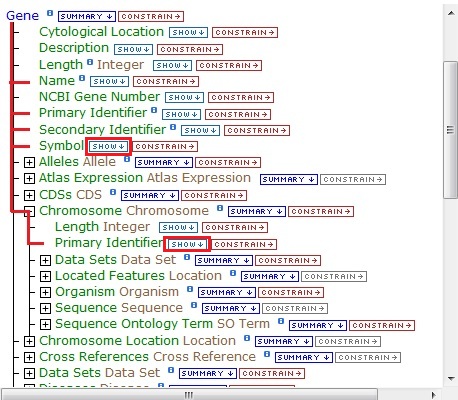 Gene i SUMMARY ↓ CONSTRAIN →
Cytological Location SHOW ↓ CONSTRAIN →
Description i SHOW ↓ CONSTRAIN →
Length i Integer SHOW ↓ CONSTRAIN →
Name i SHOW ↓ CONSTRAIN →
NCBI Gene Number SHOW ↓ CONSTRAIN →
Primary Identifier i SHOW ↓ CONSTRAIN →
Secondary Identifier i SHOW ↓ CONSTRAIN →
Symbol SHOW ↓ CONSTRAIN →
Alleles Allele i SUMMARY ↓ CONSTRAIN →
Atlas Expression Atlas Expression i SUMMARY ↓ CONSTRAIN →
CDSs CDS i SUMMARY ↓ CONSTRAIN →
Chromosome Chromosome i SUMMARY ↓ CONSTRAIN →
Length Integer SHOW ↓ CONSTRAIN →
Primary Identifier SHOW ↓ CONSTRAIN →
Data Sets Data Set i SUMMARY ↓ CONSTRAIN →
Located Features Location i SUMMARY ↓ CONSTRAIN →
Organism Organism i SUMMARY ↓ CONSTRAIN →
Sequence Sequence i SUMMARY ↓ CONSTRAIN →
Sequence Ontology Term SO Term i SUMMARY ↓ CONSTRAIN →
Chromosome Location Location i SUMMARY ↓ CONSTRAIN →
Cross References Cross Reference i SUMMARY ↓ CONSTRAIN →
Data Sets Data Set i SUMMARY ↓ CONSTRAIN →